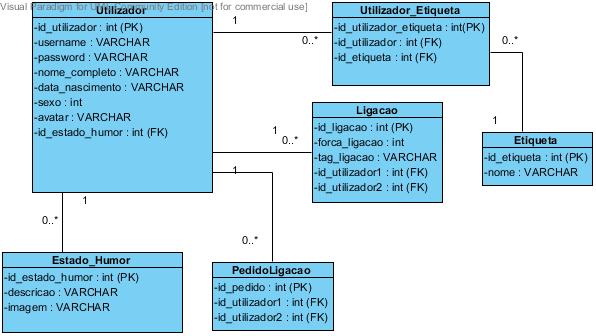 Visual Paradigm for UML Community Edition [not for commercial use]
Utilizador
-id_utilizador : int (PK)
-username : VARCHAR
-password : VARCHAR
-nome_completo : VARCHAR
-data_nascimento : VARCHAR
-sexo : int
-avatar : VARCHAR
-id_estado_humor : int (FK)
1
0..*
Utilizador_Etiqueta
-id_utilizador_etiqueta : int(PK)
-id_utilizador : int (FK)
-id_etiqueta : int (FK)
0..*
1
Etiqueta
-id_etiqueta : int (PK)
-nome : VARCHAR
1
0..*
Ligacao
-id_ligacao : int (PK)
-forca_ligacao : int
-tag_ligacao : VARCHAR
-id_utilizador1 : int (FK)
-id_utilizador2 : int (FK)
1
0..*
PedidoLigacao
-id_pedido : int (PK)
-id_utilizador1 : int (FK)
-id_utilizador2 : int (FK)
1
0..*
Estado_Humor
-id_estado_humor : int (PK)
-descricao : VARCHAR
-imagem : VARCHAR